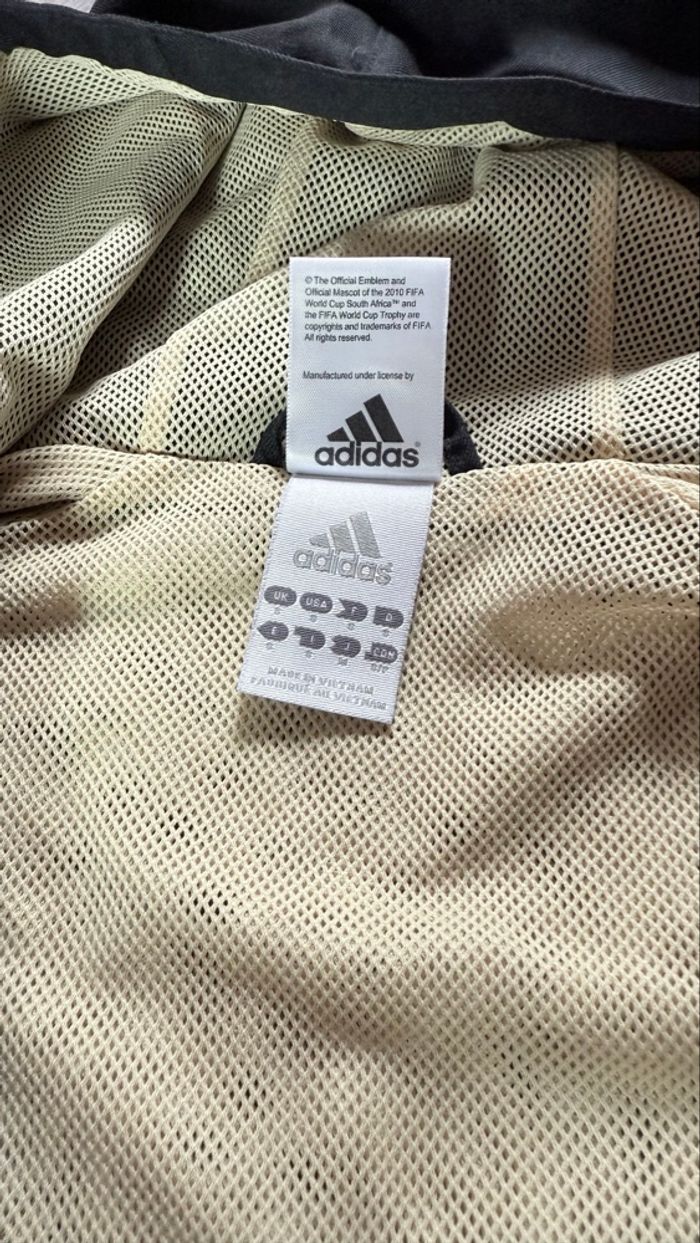 © The Official Emblem and
Official Mascot of the 2010 FIFA
World Cup South Africa™ and
the FIFA World Cup Trophy are
copyrights and trademarks of FIFA
All rights reserved.
Manufactured under license by
adidas®
adidas
UK USA F D
S S S S
E I J CDN
S S M S/P
MADE IN VIETNAM
FABRIQUÉ AU VIETNAM